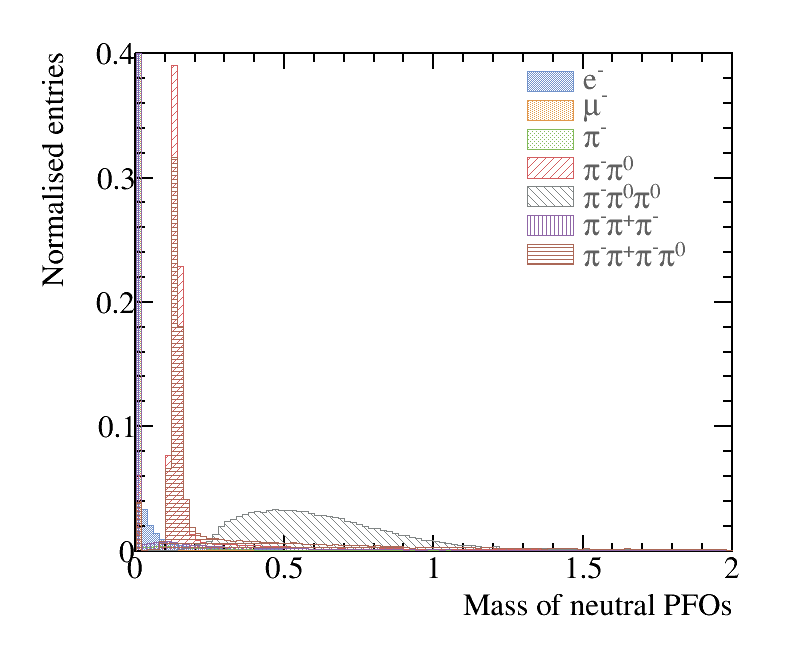 Normalised entries
0.4
0.3
0.2
0.1
0
0 0.5 1 1.5 2
Mass of neutral PFOs
e⁻
μ⁻
π⁻
π⁻π⁰
π⁻π⁰π⁰
π⁻π⁺π⁻
π⁻π⁺π⁻π⁰